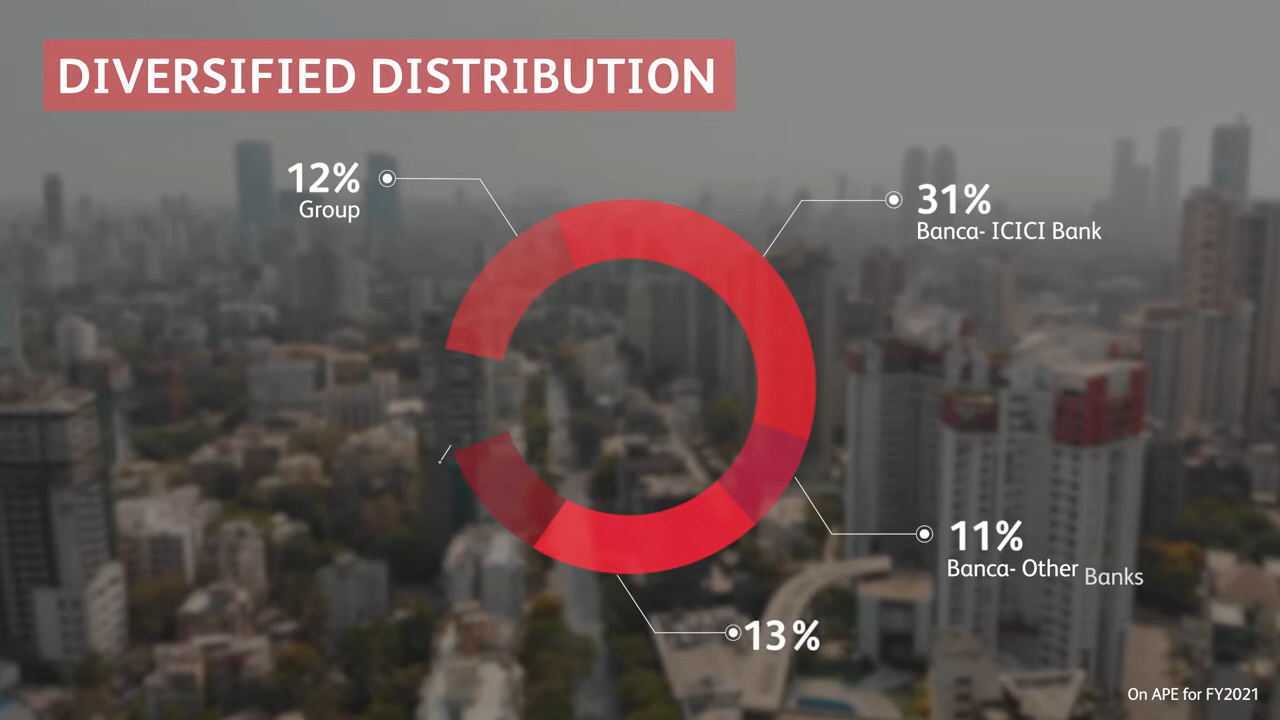 DIVERSIFIED DISTRIBUTION
12%
Group
31%
Banca- ICICI Bank
11%
Banca- Other Banks
13%
On APE for FY2021